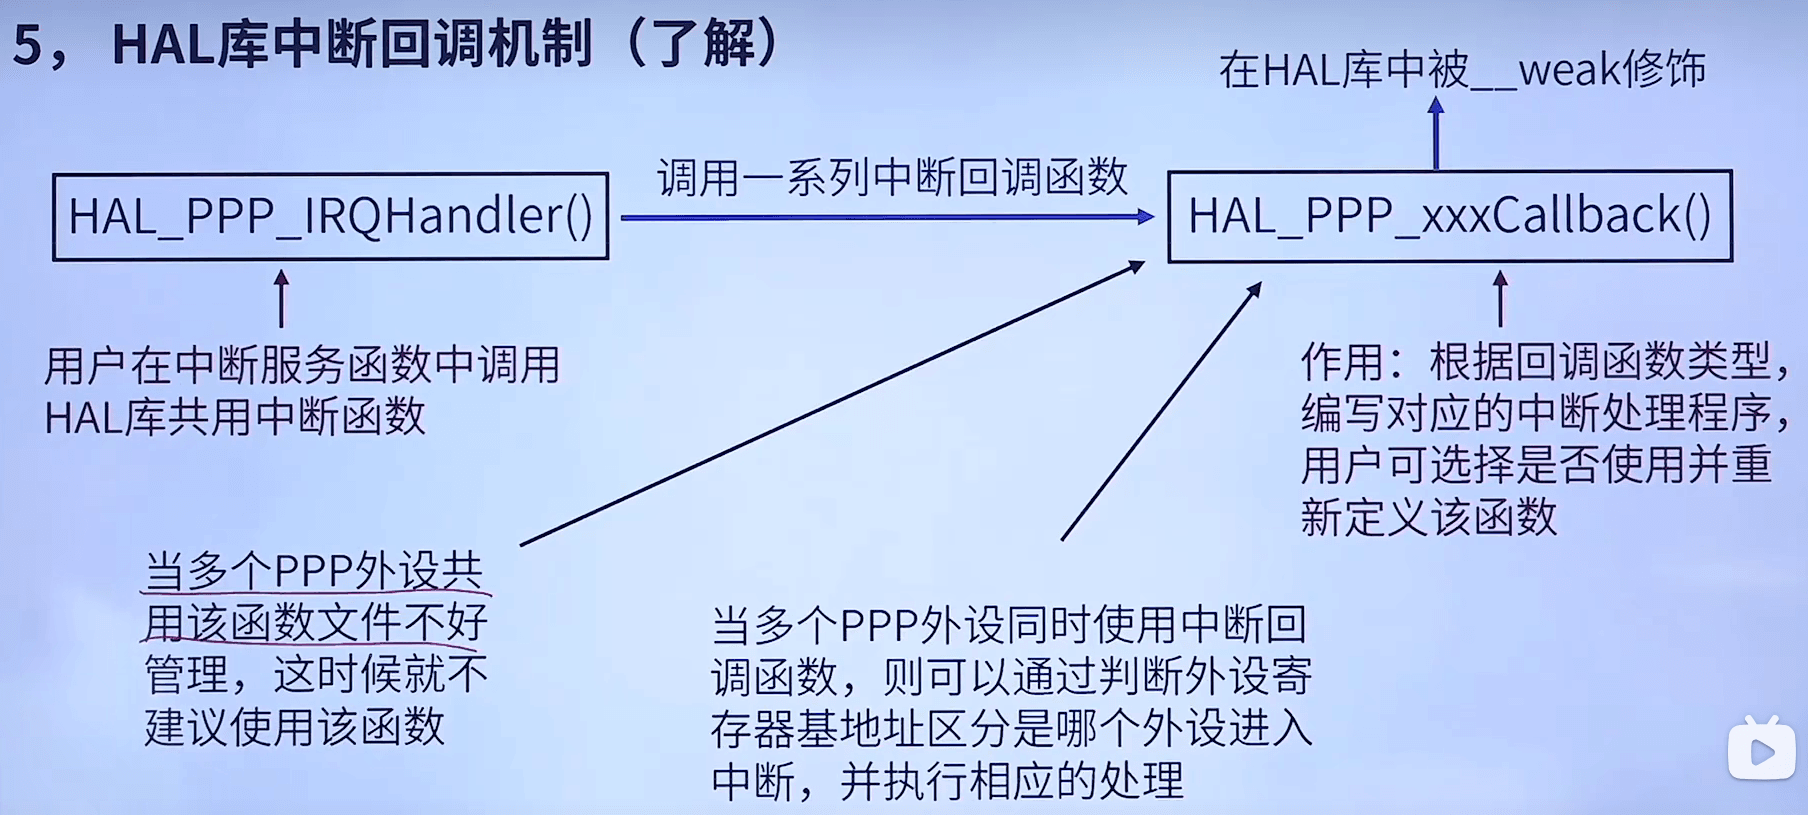 5， HAL库中断回调机制（了解）
在HAL库中被__weak修饰
调用一系列中断回调函数
HAL_PPP_IRQHandler()
HAL_PPP_xxxCallback()
用户在中断服务函数中调用
HAL库共用中断函数
作用：根据回调函数类型，
编写对应的中断处理程序，
用户可选择是否使用并重
新定义该函数
当多个PPP外设共
用该函数文件不好
管理，这时候就不
建议使用该函数
当多个PPP外设同时使用中断回
调函数，则可以通过判断外设寄
存器基地址区分是哪个外设进入
中断，并执行相应的处理